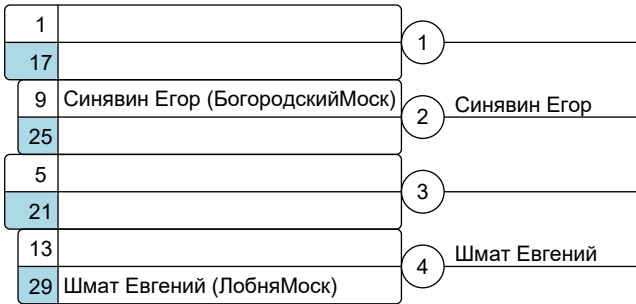 1
17
1
9 Синявин Егор (БогородскийМоск)
25
2 Синявин Егор
5
21
3
13
29 Шмат Евгений (ЛобняМоск)
4 Шмат Евгений